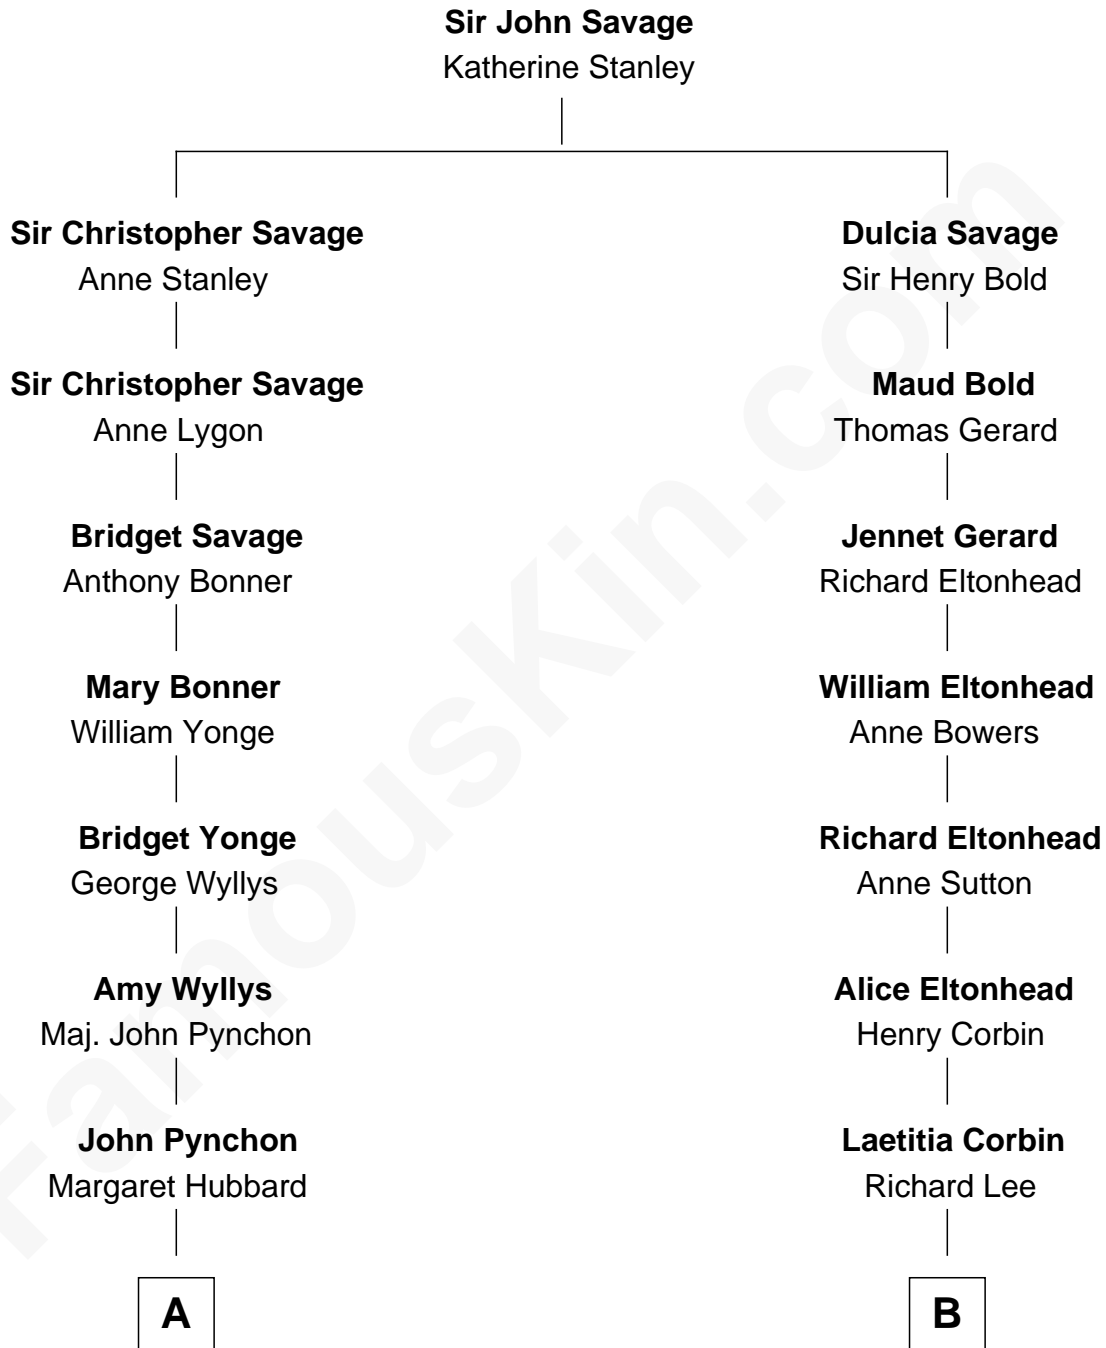 Sir John Savage
Katherine Stanley
Sir Christopher Savage
Anne Stanley
Dulcia Savage
Sir Henry Bold
Sir Christopher Savage
Anne Lygon
Maud Bold
Thomas Gerard
Bridget Savage
Anthony Bonner
Jennet Gerard
Richard Eltonhead
Mary Bonner
William Yonge
William Eltonhead
Anne Bowers
Bridget Yonge
George Wyllys
Richard Eltonhead
Anne Sutton
Amy Wyllys
Maj. John Pynchon
Alice Eltonhead
Henry Corbin
John Pynchon
Margaret Hubbard
Laetitia Corbin
Richard Lee
A
B
FamousKin.com